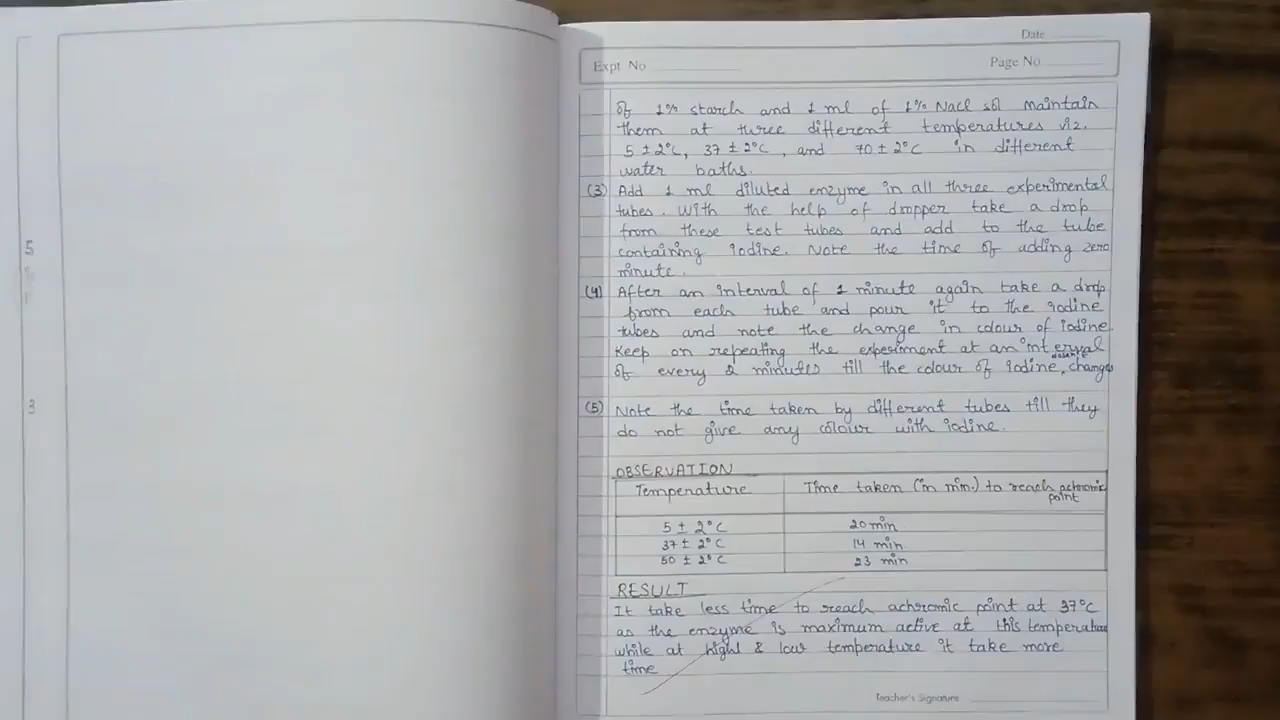 5
3
Date
Expt No
Page No
of 1% starch and 1 ml of 1% Nacl sol maintain
them at three different temperatures viz.
5 ± 2°C, 37 ± 2°C, and 70 ± 2°C in different
water baths.
(3) Add 1 ml diluted enzyme in all three experimental
tubes. With the help of dropper take a drop
from these test tubes and add to the tube
containing iodine. Note the time of adding zero
minute.
(4) After an interval of 1 minute again take a drop
from each tube and pour it to the iodine
tubes and note the change in colour of iodine.
Keep on repeating the experiment at an interval
of every 2 minutes till the colour of iodine, changes
(5) Note the time taken by different tubes till they
do not give any colour with iodine.
OBSERVATION
Temperature
Time taken (in min.) to reach achromic
point
5 ± 2°C
20 min
37 ± 2°C
14 min
50 ± 2°C
23 min
RESULT
It take less time to reach achromic point at 37°C
as the enzyme is maximum active at this temperature
while at hight & low temperature it take more
time
Teacher's Signature